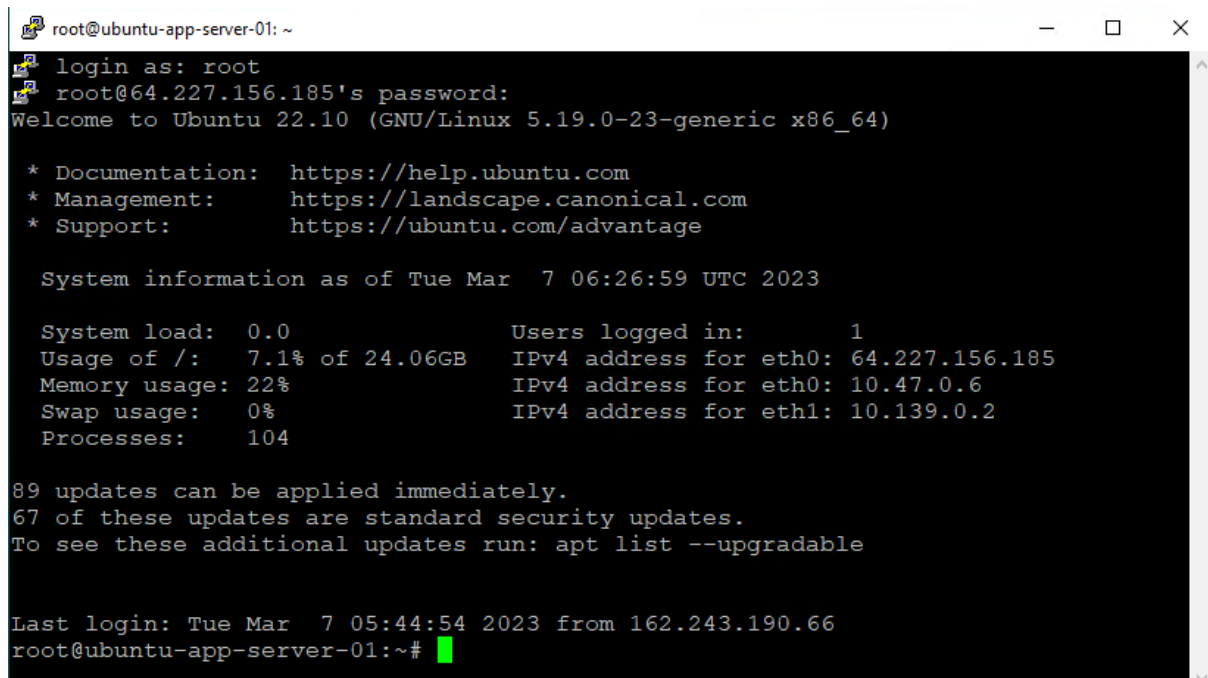 root@ubuntu-app-server-01: ~
login as: root
root@64.227.156.185's password:
Welcome to Ubuntu 22.10 (GNU/Linux 5.19.0-23-generic x86_64)
* Documentation:  https://help.ubuntu.com
* Management:     https://landscape.canonical.com
* Support:        https://ubuntu.com/advantage
System information as of Tue Mar  7 06:26:59 UTC 2023
System load:  0.0               Users logged in:       1
Usage of /:   7.1% of 24.06GB   IPv4 address for eth0: 64.227.156.185
Memory usage: 22%               IPv4 address for eth0: 10.47.0.6
Swap usage:   0%                IPv4 address for eth1: 10.139.0.2
Processes:    104
89 updates can be applied immediately.
67 of these updates are standard security updates.
To see these additional updates run: apt list --upgradable
Last login: Tue Mar  7 05:44:54 2023 from 162.243.190.66
root@ubuntu-app-server-01:~#